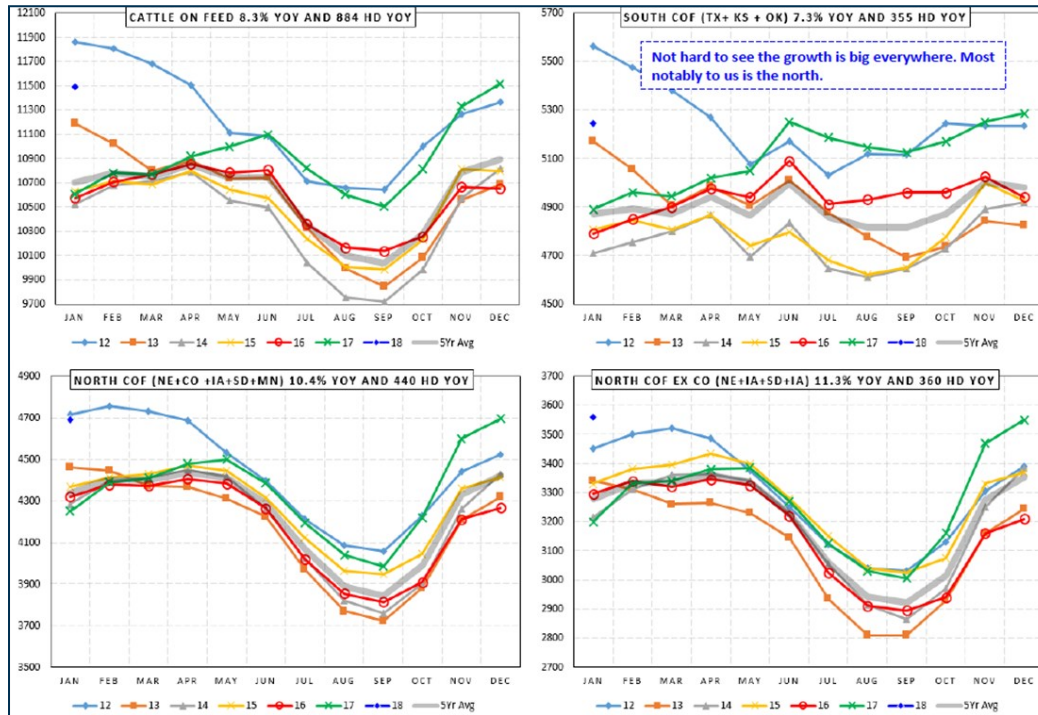 CATTLE ON FEED 8.3% YOY AND 884 HD YOY
12100
11900
11700
11500
11300
11100
10900
10700
10500
10300
10100
9900
9700
JAN FEB MAR APR MAY JUN JUL AUG SEP OCT NOV DEC
12 13 14 15 16 17 18 5Yr Avg
SOUTH COF (TX+ KS + OK) 7.3% YOY AND 355 HD YOY
Not hard to see the growth is big everywhere. Most
notably to us is the north.
5700
5500
5300
5100
4900
4700
4500
JAN FEB MAR APR MAY JUN JUL AUG SEP OCT NOV DEC
12 13 14 15 16 17 18 5Yr Avg
NORTH COF (NE+CO +IA+SD+MN) 10.4% YOY AND 440 HD YOY
4900
4700
4500
4300
4100
3900
3700
3500
JAN FEB MAR APR MAY JUN JUL AUG SEP OCT NOV DEC
12 13 14 15 16 17 18 5Yr Avg
NORTH COF EX CO (NE+IA+SD+IA) 11.3% YOY AND 360 HD YOY
3700
3600
3500
3400
3300
3200
3100
3000
2900
2800
2700
JAN FEB MAR APR MAY JUN JUL AUG SEP OCT NOV DEC
12 13 14 15 16 17 18 5Yr Avg